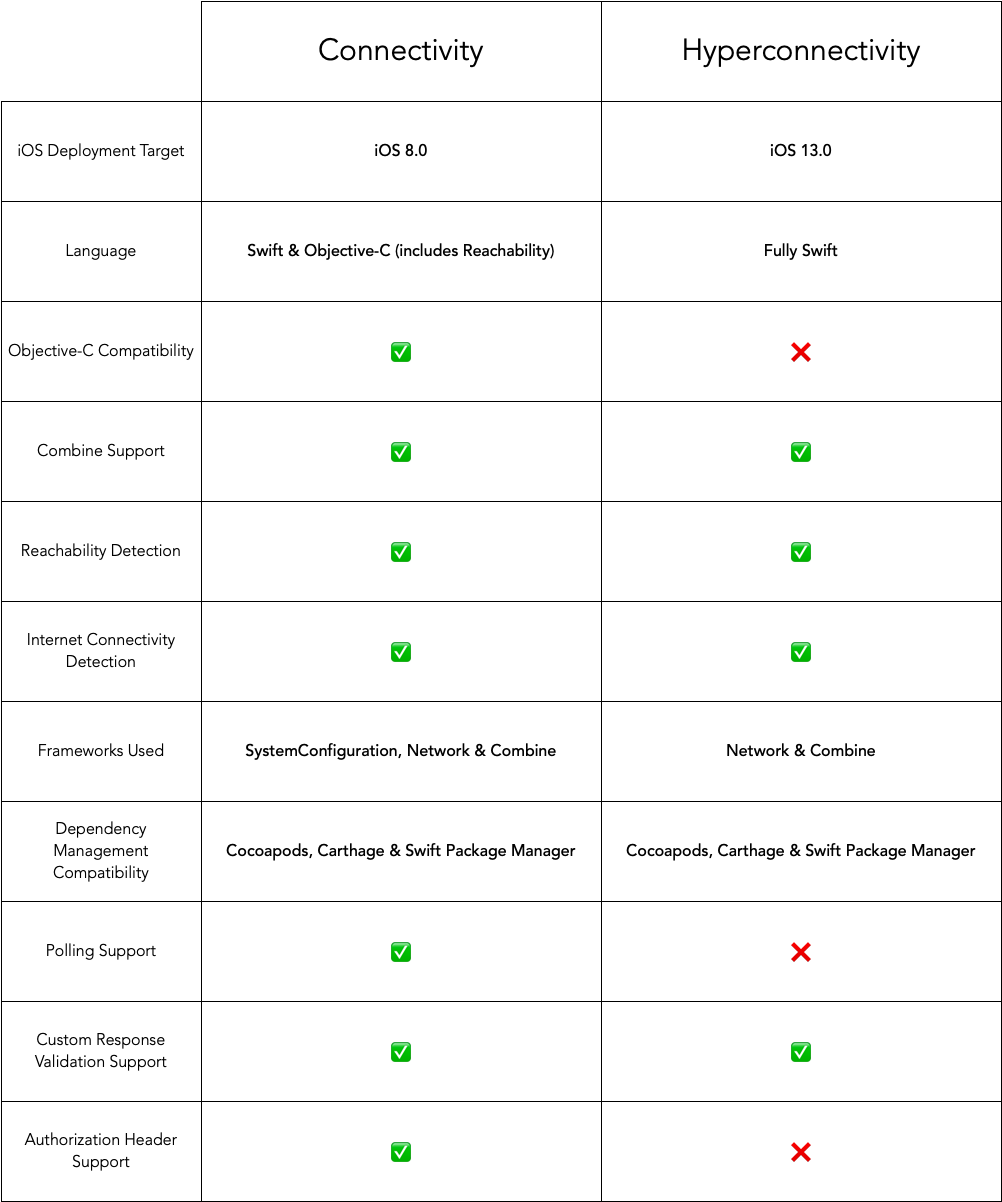 Connectivity
Hyperconnectivity
iOS Deployment Target
iOS 8.0
iOS 13.0
Language
Swift & Objective-C (includes Reachability)
Fully Swift
Objective-C Compatibility
✅
❌
Combine Support
✅
✅
Reachability Detection
✅
✅
Internet Connectivity
Detection
✅
✅
Frameworks Used
SystemConfiguration, Network & Combine
Network & Combine
Dependency
Management
Compatibility
Cocoapods, Carthage & Swift Package Manager
Cocoapods, Carthage & Swift Package Manager
Polling Support
✅
❌
Custom Response
Validation Support
✅
✅
Authorization Header
Support
✅
❌